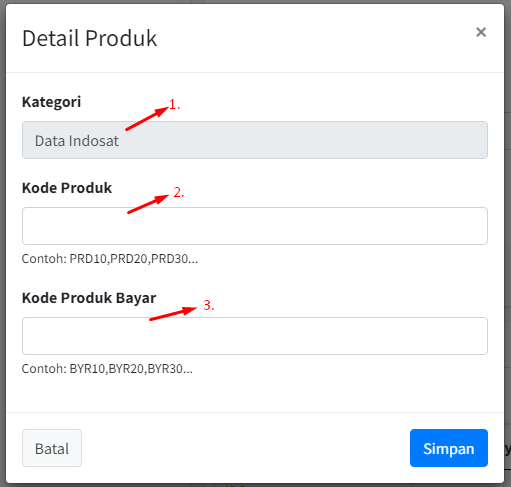 Detail Produk ×
Kategori 1.
Data Indosat
Kode Produk 2.
Contoh: PRD10,PRD20,PRD30...
Kode Produk Bayar 3.
Contoh: BYR10,BYR20,BYR30...
Batal Simpan